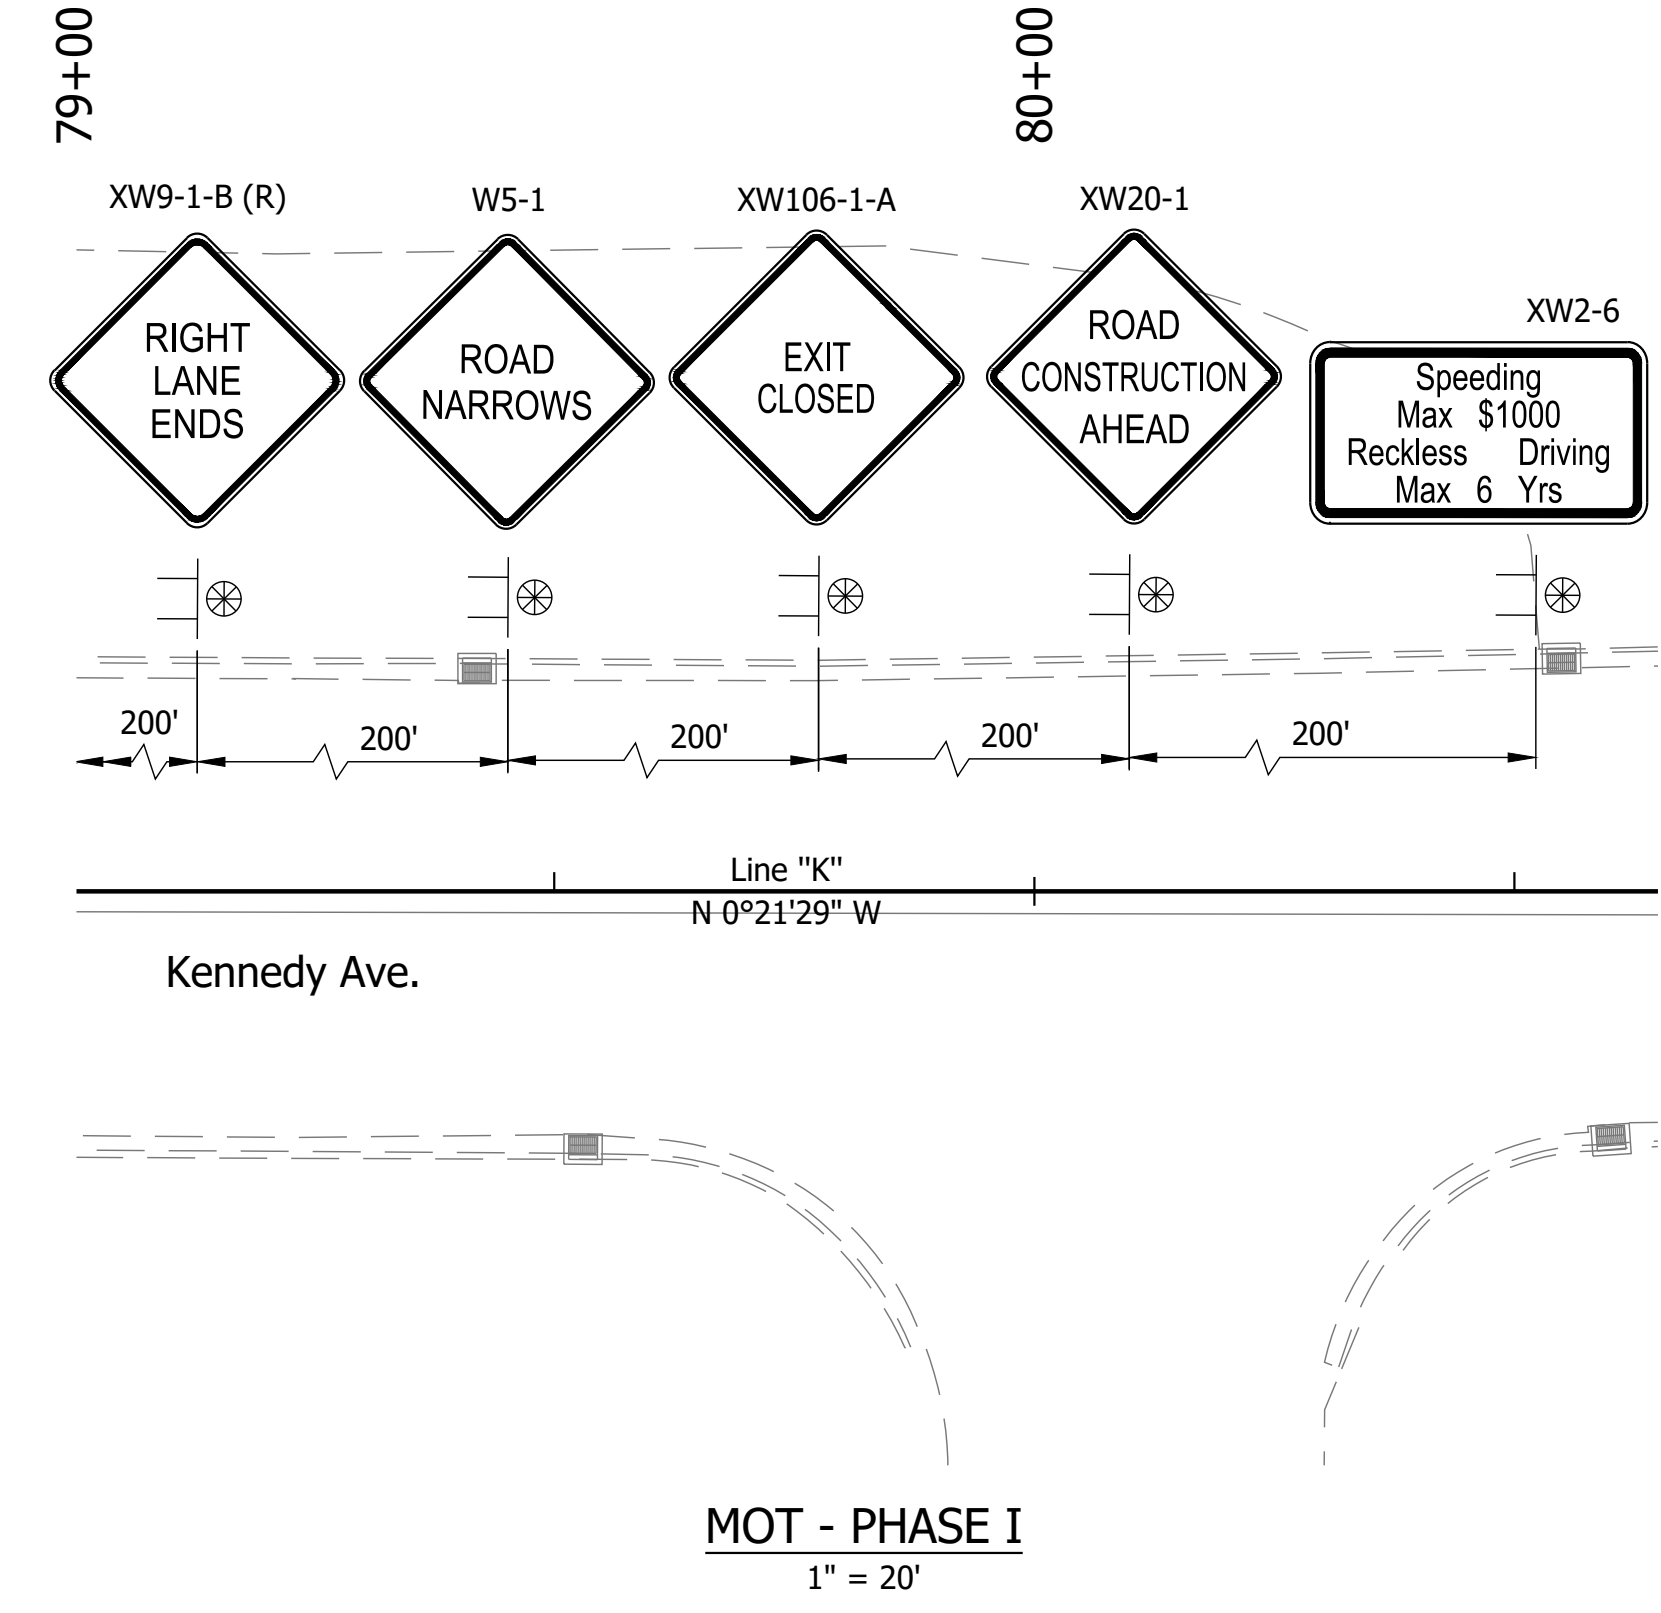 79+00
80+00
XW9-1-B (R)
W5-1
XW106-1-A
XW20-1
XW2-6
RIGHT
LANE
ENDS
ROAD
NARROWS
EXIT
CLOSED
ROAD
CONSTRUCTION
AHEAD
Speeding
Max $1000
Reckless Driving
Max 6 Yrs
200'
200'
200'
200'
200'
Line "K"
N 0°21'29" W
Kennedy Ave.
MOT - PHASE I
1" = 20'